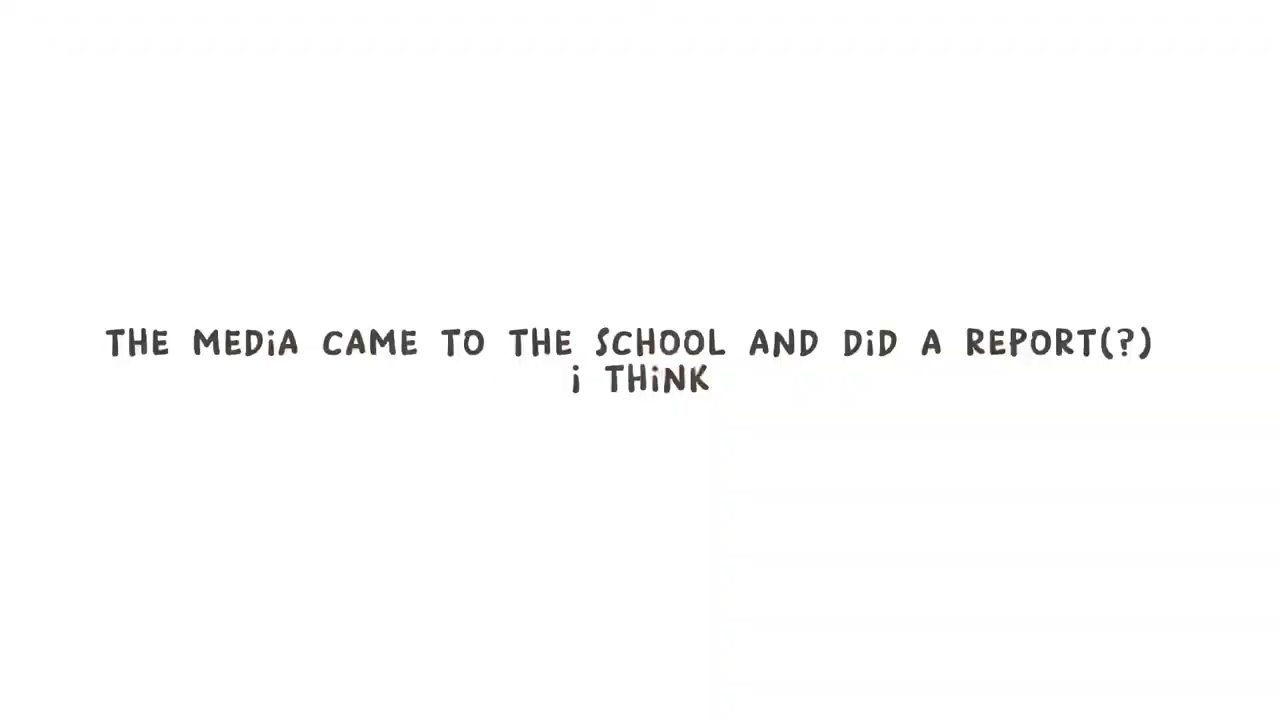 THE MEDiA CAME TO THE SCHOOL AND DiD A REPORT(?)
i THiNK